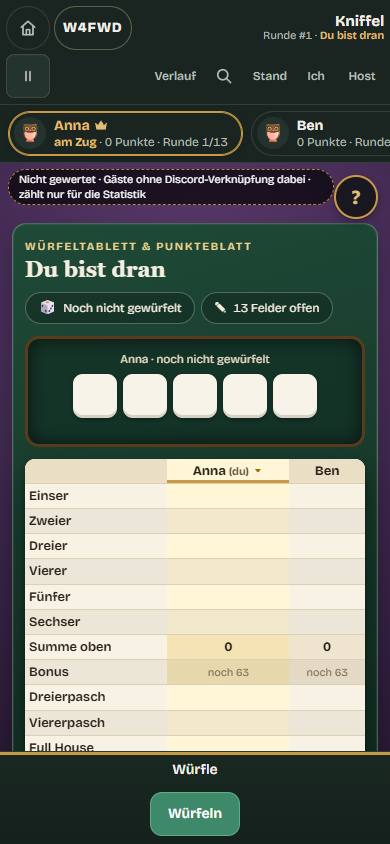 W4FWD
Kniffel
Runde #1 · Du bist dran
Verlauf
Stand
Ich
Host
Anna
am Zug · 0 Punkte · Runde 1/13
Ben
0 Punkte · Runde
Nicht gewertet · Gäste ohne Discord-Verknüpfung dabei ·
zählt nur für die Statistik
?
WÜRFELTABLETT & PUNKTEBLATT
Du bist dran
Noch nicht gewürfelt
13 Felder offen
Anna · noch nicht gewürfelt
Anna (du) Ben
Einser
Zweier
Dreier
Vierer
Fünfer
Sechser
Summe oben 0 0
Bonus noch 63 noch 63
Dreierpasch
Viererpasch
Full House
Würfle
Würfeln